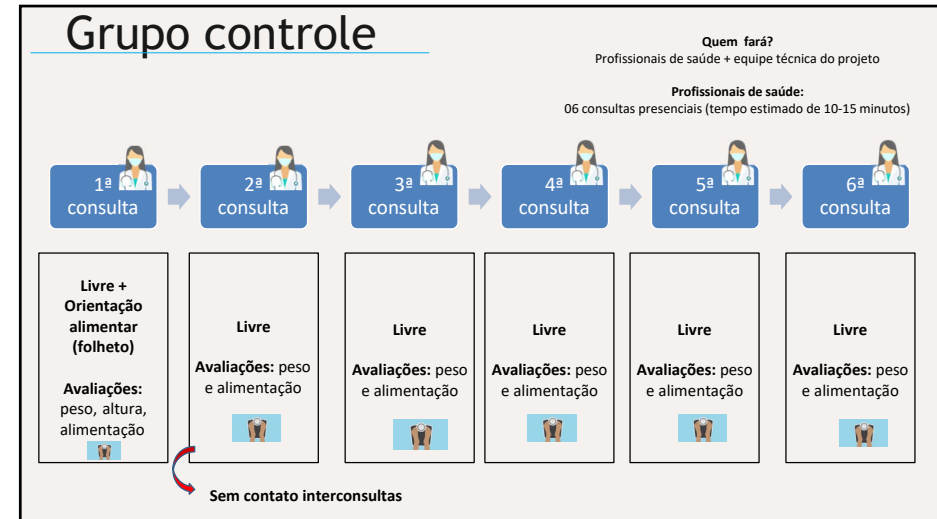 Grupo controle
Quem fará?
Profissionais de saúde + equipe técnica do projeto
Profissionais de saúde:
06 consultas presenciais (tempo estimado de 10-15 minutos)
1ª
consulta
2ª
consulta
3ª
consulta
4ª
consulta
5ª
consulta
6ª
consulta
Livre +
Orientação
alimentar
(folheto)
Avaliações:
peso, altura,
alimentação
Livre
Avaliações: peso
e alimentação
Livre
Avaliações: peso
e alimentação
Livre
Avaliações: peso
e alimentação
Livre
Avaliações: peso
e alimentação
Livre
Avaliações: peso
e alimentação
Sem contato interconsultas